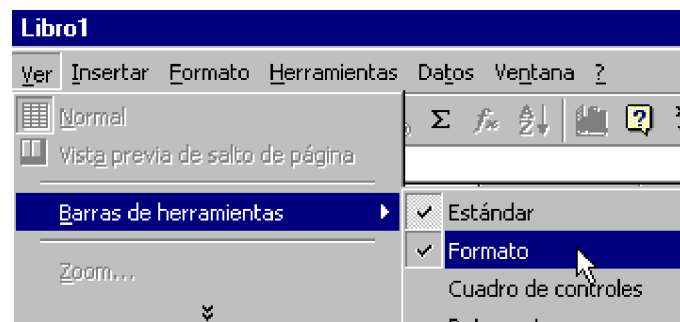 Libro1
Ver Insertar Formato Herramientas Datos Ventana ?
Normal
Σ fx
Vista previa de salto de página
Barras de herramientas
Estándar
Formato
Zoom...
Cuadro de controles